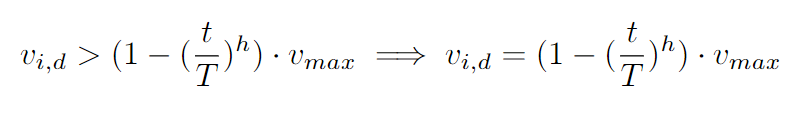 v_{i,d} > (1 - (\frac{t}{T})^h) \cdot v_{max} \implies v_{i,d} = (1 - (\frac{t}{T})^h) \cdot v_{max}